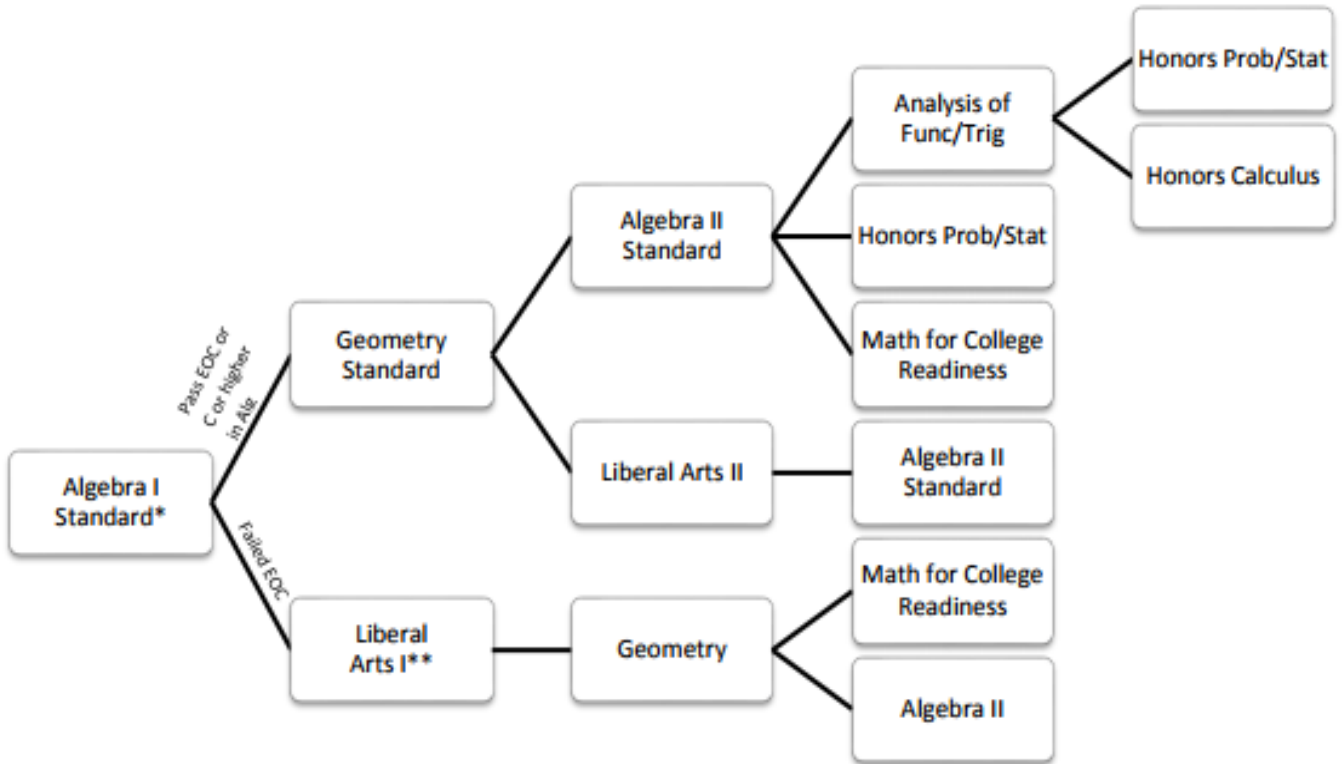 Honors Prob/Stat
Analysis of
Func/Trig
Honors Calculus
Algebra II
Standard
Honors Prob/Stat
Pass EOC or
C or higher
in Alg
Geometry
Standard
Math for College
Readiness
Algebra I
Standard*
Liberal Arts II
Algebra II
Standard
Failed EOC
Math for College
Readiness
Liberal
Arts I**
Geometry
Algebra II